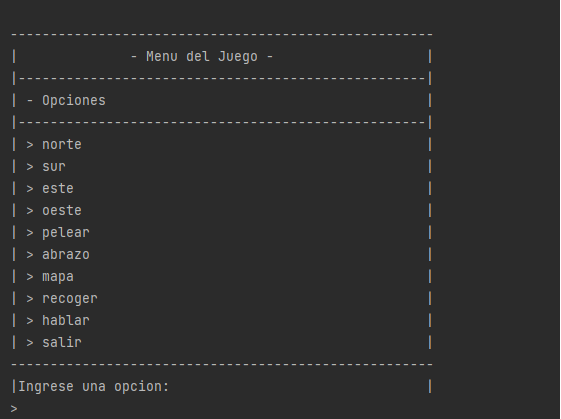 -----------------------------------------------------
|              - Menu del Juego -                   |
|---------------------------------------------------|
| - Opciones                                        |
|---------------------------------------------------|
| > norte                                           |
| > sur                                             |
| > este                                            |
| > oeste                                           |
| > pelear                                          |
| > abrazo                                          |
| > mapa                                            |
| > recoger                                         |
| > hablar                                          |
| > salir                                           |
-----------------------------------------------------
|Ingrese una opcion:                                |
>